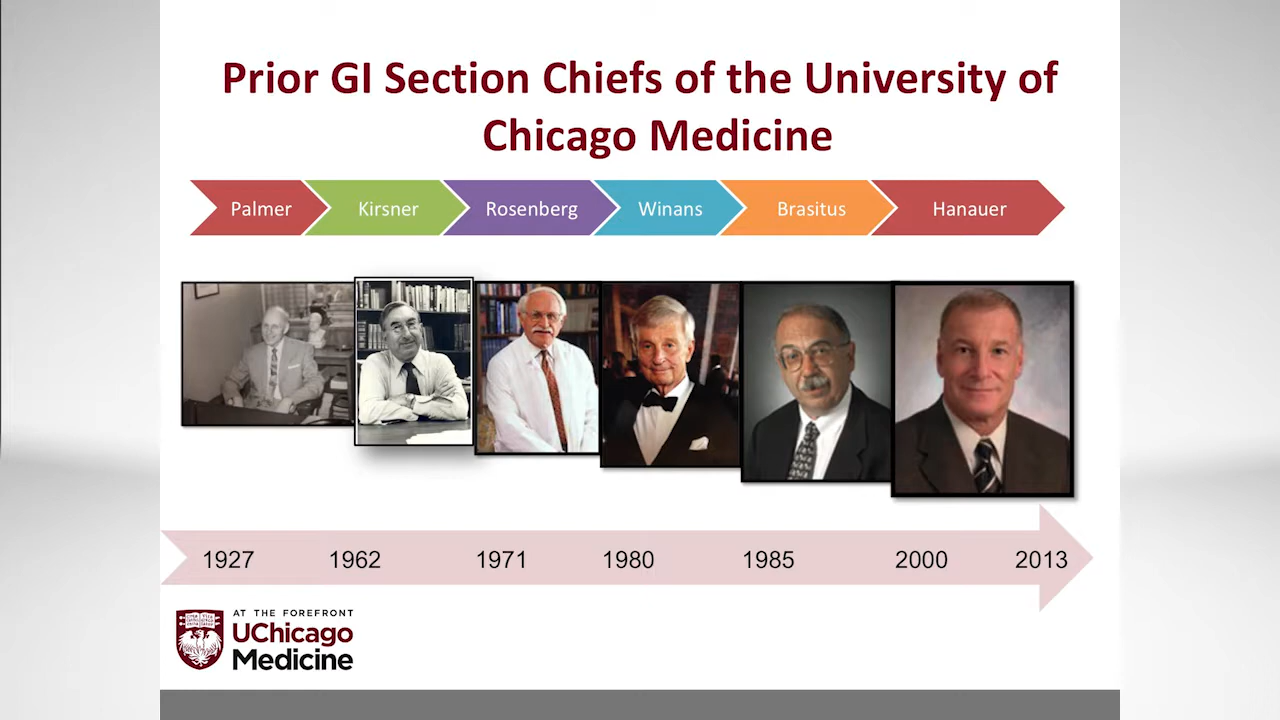 Prior GI Section Chiefs of the University of
Chicago Medicine
Palmer Kirsner Rosenberg Winans Brasitus Hanauer
1927 1962 1971 1980 1985 2000 2013
AT THE FOREFRONT
UChicago
Medicine